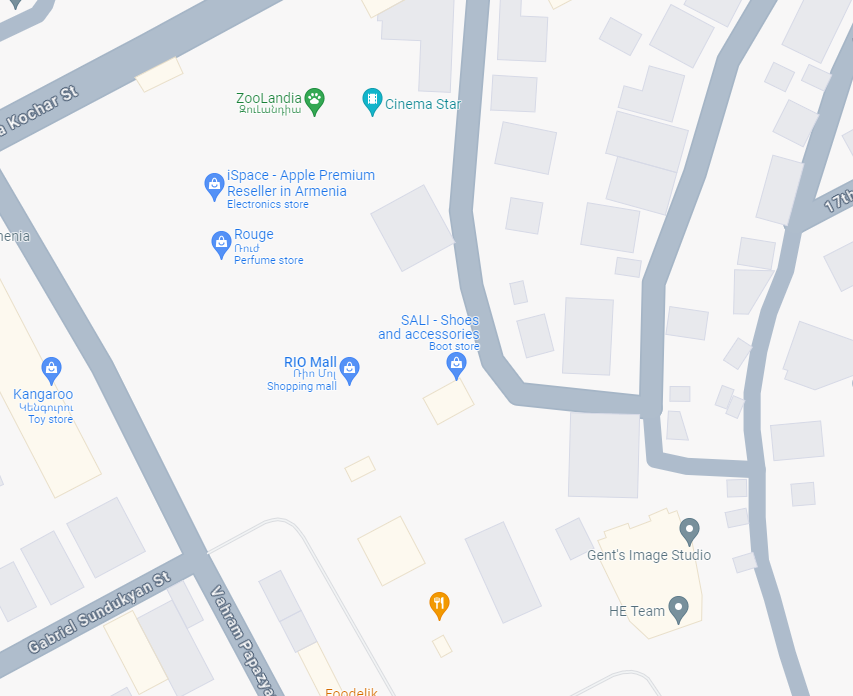 a Kochar St
ZooLandia
Զուլանդիա
Cinema Star
iSpace - Apple Premium
Reseller in Armenia
Electronics store
17th
Rouge
Ռուժ
Perfume store
enia
SALI - Shoes
and accessories
Boot store
RIO Mall
Ռիո Մոլ
Shopping mall
Kangaroo
Կենգուրու
Toy store
Gent's Image Studio
Gabriel Sundukyan St
Vahram Papazya
HE Team
Foodelik